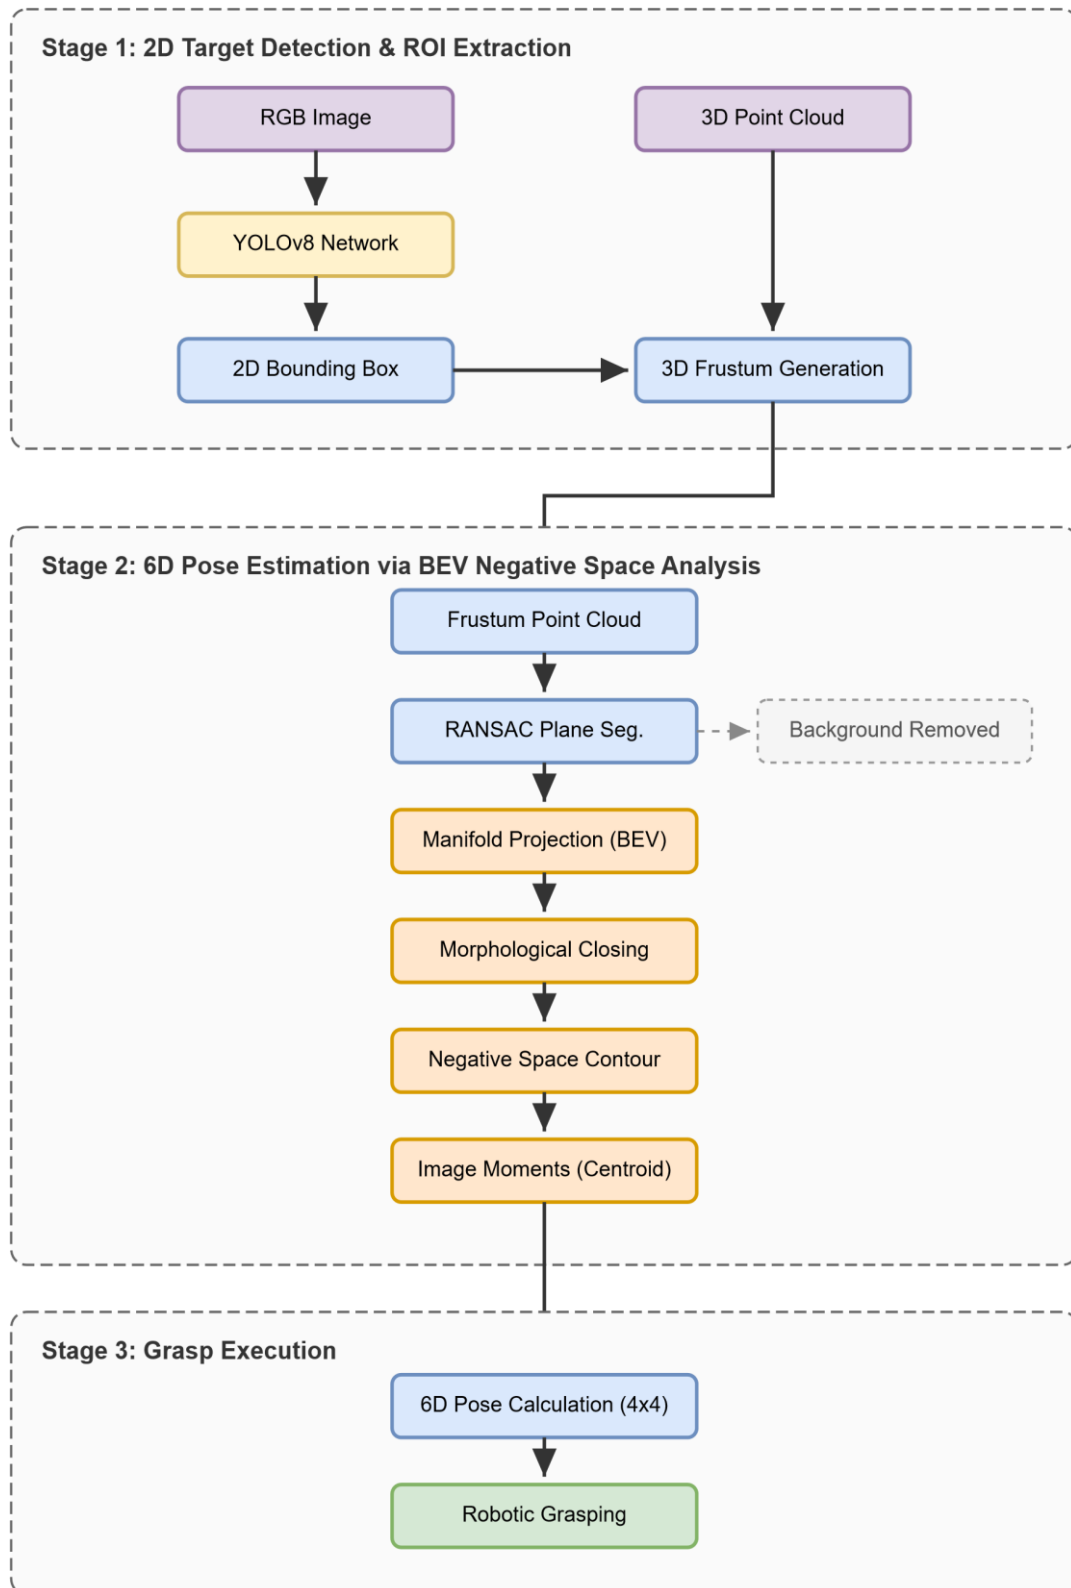 Stage 1: 2D Target Detection & ROI Extraction
RGB Image
3D Point Cloud
YOLOv8 Network
2D Bounding Box
3D Frustum Generation
Stage 2: 6D Pose Estimation via BEV Negative Space Analysis
Frustum Point Cloud
RANSAC Plane Seg.
Background Removed
Manifold Projection (BEV)
Morphological Closing
Negative Space Contour
Image Moments (Centroid)
Stage 3: Grasp Execution
6D Pose Calculation (4x4)
Robotic Grasping